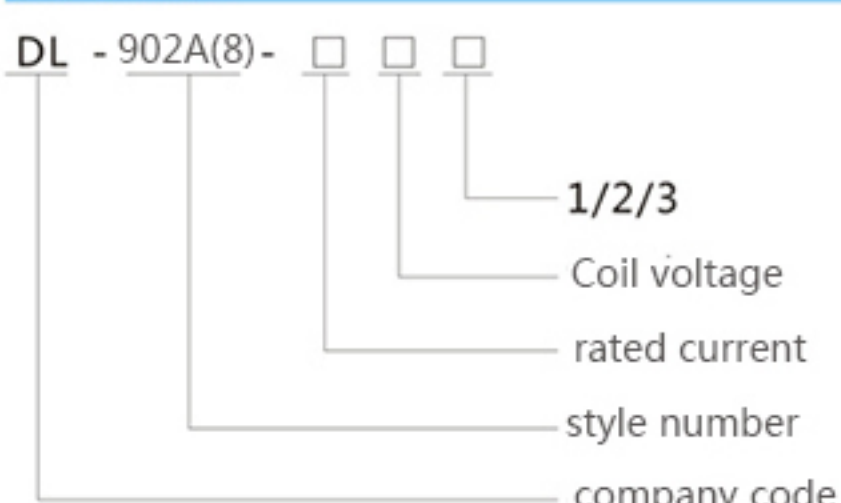 DL - 902A(8)- □ □ □
1/2/3
Coil voltage
rated current
style number
company code